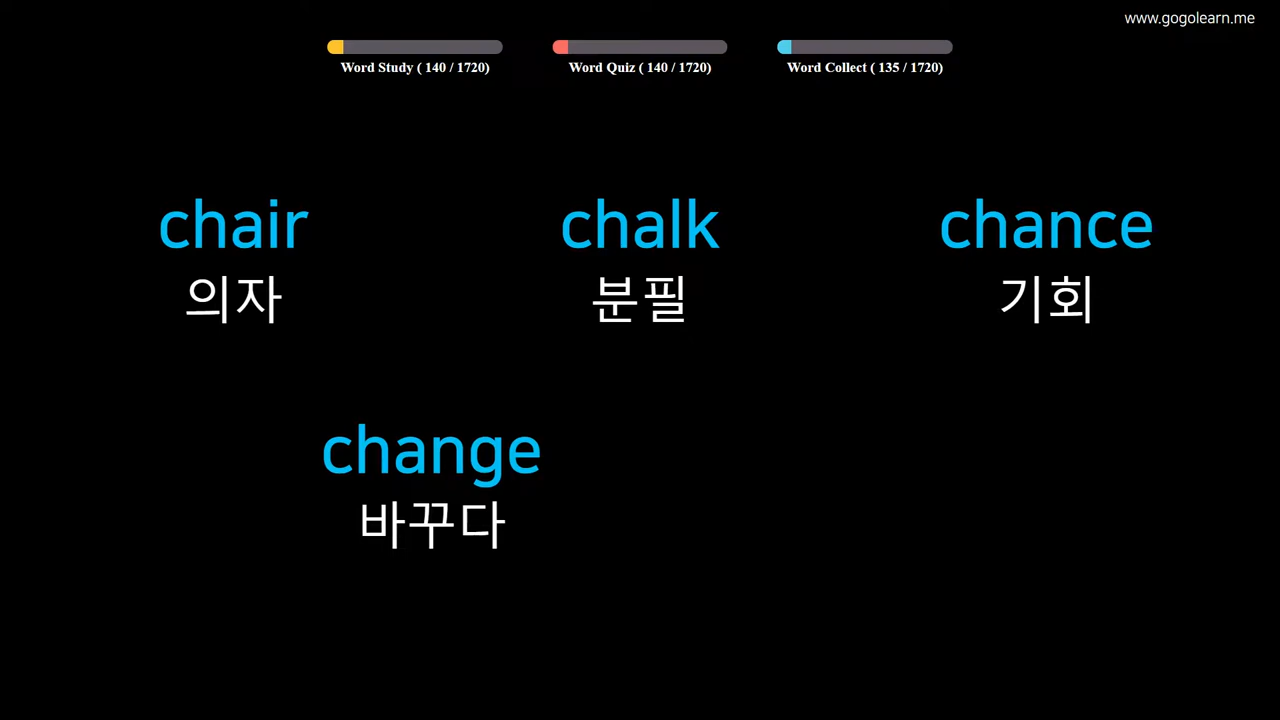 www.gogolearn.me
Word Study ( 140 / 1720)
Word Quiz ( 140 / 1720)
Word Collect ( 135 / 1720)
chair
의자
chalk
분필
chance
기회
change
바꾸다